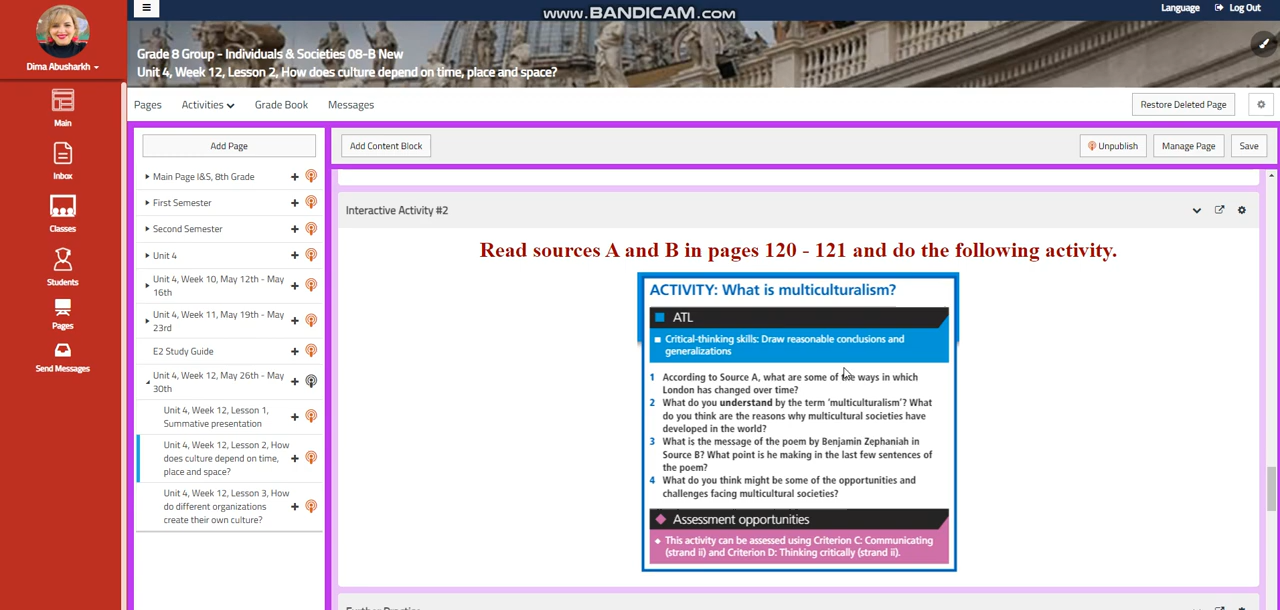 www.BANDICAM.com
Language
Log Out
Dima Abusharkh
Grade 8 Group - Individuals & Societies 08-B New
Unit 4, Week 12, Lesson 2, How does culture depend on time, place and space?
Main
Inbox
Classes
Students
Pages
Send Messages
Pages
Activities
Grade Book
Messages
Restore Deleted Page
Add Page
Main Page I&S, 8th Grade
First Semester
Second Semester
Unit 4
Unit 4, Week 10, May 12th - May
16th
Unit 4, Week 11, May 19th - May
23rd
E2 Study Guide
Unit 4, Week 12, May 26th - May
30th
Unit 4, Week 12, Lesson 1,
Summative presentation
Unit 4, Week 12, Lesson 2, How
does culture depend on time,
place and space?
Unit 4, Week 12, Lesson 3, How
do different organizations
create their own culture?
Add Content Block
Unpublish
Manage Page
Save
Interactive Activity #2
Read sources A and B in pages 120 - 121 and do the following activity.
ACTIVITY: What is multiculturalism?
ATL
Critical-thinking skills: Draw reasonable conclusions and
generalizations
1 According to Source A, what are some of the ways in which
London has changed over time?
2 What do you understand by the term 'multiculturalism'? What
do you think are the reasons why multicultural societies have
developed in the world?
3 What is the message of the poem by Benjamin Zephaniah in
Source B? What point is he making in the last few sentences of
the poem?
4 What do you think might be some of the opportunities and
challenges facing multicultural societies?
Assessment opportunities
This activity can be assessed using Criterion C: Communicating
(strand ii) and Criterion D: Thinking critically (strand ii).
Further Practice